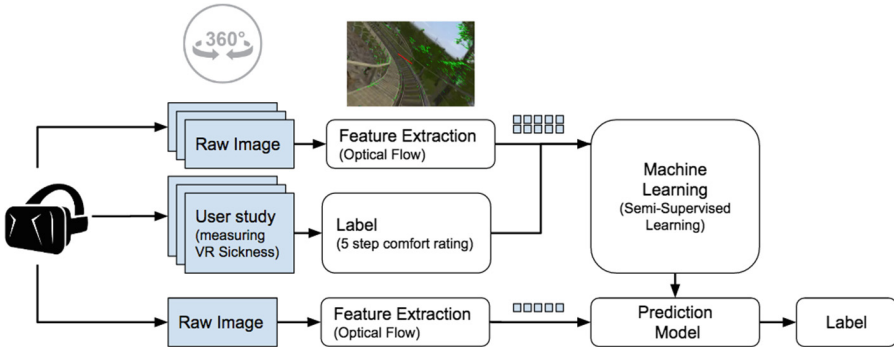 360°
Raw Image
Feature Extraction
(Optical Flow)
Machine
Learning
(Semi-Supervised
Learning)
User study
(measuring
VR Sickness)
Label
(5 step comfort rating)
Raw Image
Feature Extraction
(Optical Flow)
Prediction
Model
Label